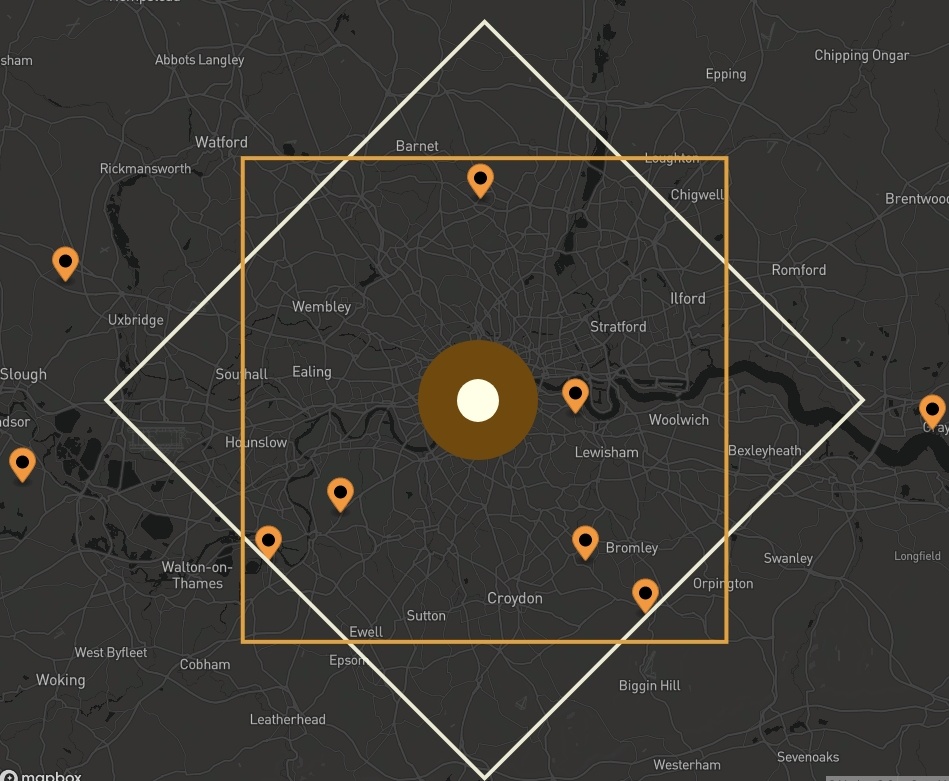 sham
Abbots Langley
Chipping Ongar
Epping
Watford
Barnet
Loughton
Rickmansworth
Chigwell
Brentwood
Romford
Uxbridge
Wembley
Ilford
Stratford
Slough
Southall
Ealing
dsor
Hounslow
Woolwich
Lewisham
Bexleyheath
Gray
Walton-on-
Thames
Bromley
Swanley
Longfield
Orpington
Croydon
Sutton
Ewell
Epsom
West Byfleet
Cobham
Woking
Biggin Hill
Leatherhead
Sevenoaks
Westerham
mapbox